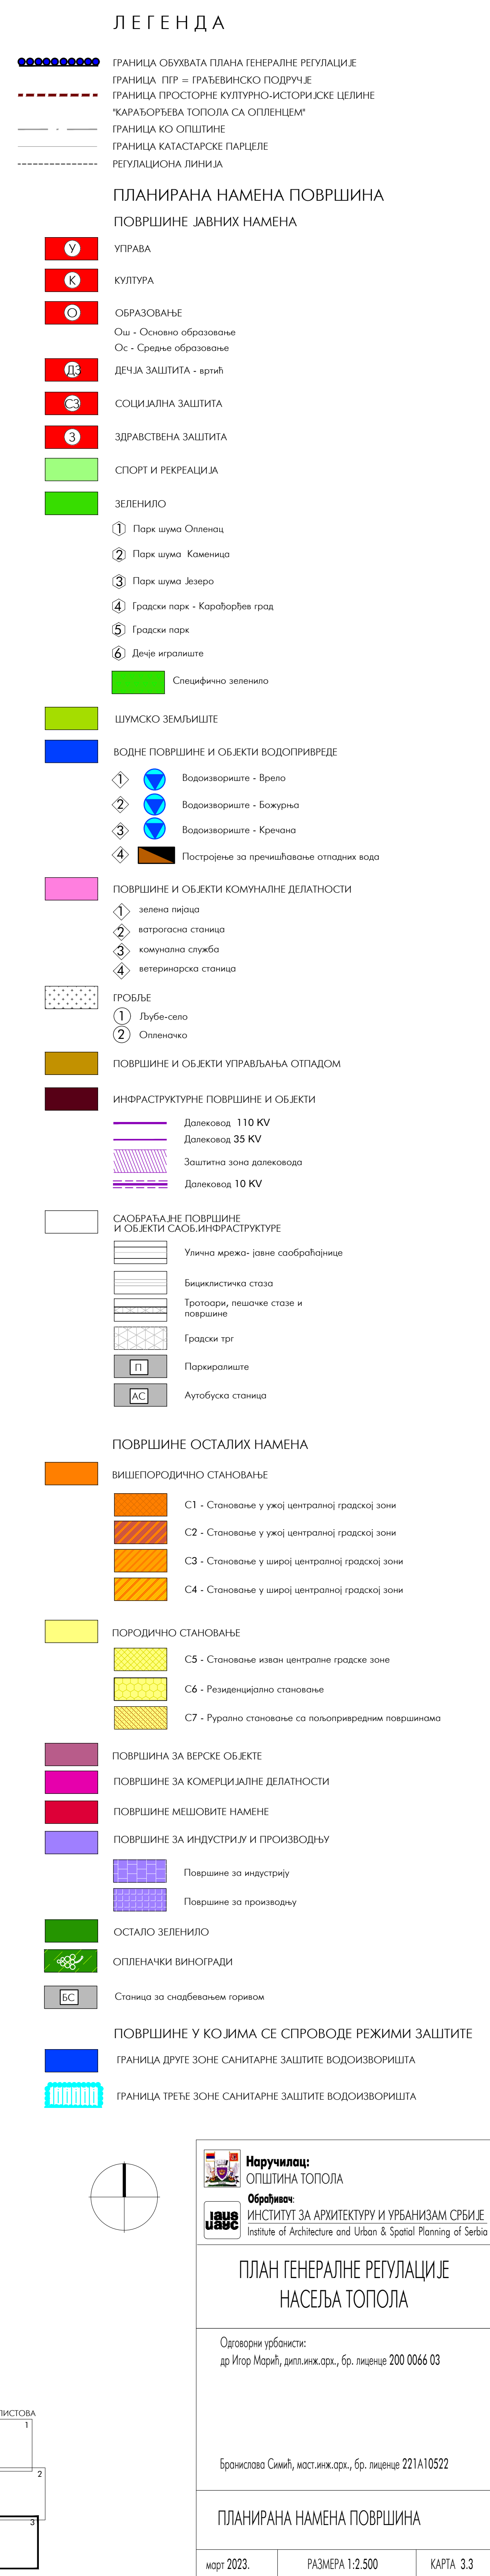 ЛЕГЕНДА
ГРАНИЦА ОБУХВАТА ПЛАНА ГЕНЕРАЛНЕ РЕГУЛАЦИЈЕ
ГРАНИЦА ПГР = ГРАЂЕВИНСКО ПОДРУЧЈЕ
ГРАНИЦА ПРОСТОРНЕ КУЛТУРНО-ИСТОРИЈСКЕ ЦЕЛИНЕ
"КАРАЂОРЂЕВА ТОПОЛА СА ОПЛЕНЦЕМ"
ГРАНИЦА КО ОПШТИНЕ
ГРАНИЦА КАТАСТАРСКЕ ПАРЦЕЛЕ
РЕГУЛАЦИОНА ЛИНИЈА
ПЛАНИРАНА НАМЕНА ПОВРШИНА
ПОВРШИНЕ ЈАВНИХ НАМЕНА
У УПРАВА
К КУЛТУРА
О ОБРАЗОВАЊЕ
Ош - Основно образовање
Ос - Средње образовање
ДЗ ДЕЧЈА ЗАШТИТА - вртић
СЗ СОЦИЈАЛНА ЗАШТИТА
З ЗДРАВСТВЕНА ЗАШТИТА
СПОРТ И РЕКРЕАЦИЈА
ЗЕЛЕНИЛО
1 Парк шума Опленац
2 Парк шума Каменица
3 Парк шума Језеро
4 Градски парк - Карађорђев град
5 Градски парк
6 Дечје игралиште
Специфично зеленило
ШУМСКО ЗЕМЉИШТЕ
ВОДНЕ ПОВРШИНЕ И ОБЈЕКТИ ВОДОПРИВРЕДЕ
1 Водоизвориште - Врело
2 Водоизвориште - Божурња
3 Водоизвориште - Кречана
4 Постројење за пречишћавање отпадних вода
ПОВРШИНЕ И ОБЈЕКТИ КОМУНАЛНЕ ДЕЛАТНОСТИ
1 зелена пијаца
2 ватрогасна станица
3 комунална служба
4 ветеринарска станица
ГРОБЉЕ
1 Љубе-село
2 Опленачко
ПОВРШИНЕ И ОБЈЕКТИ УПРАВЉАЊА ОТПАДОМ
ИНФРАСТРУКТУРНЕ ПОВРШИНЕ И ОБЈЕКТИ
Далековод 110 KV
Далековод 35 KV
Заштитна зона далековода
Далековод 10 KV
САОБРАЋАЈНЕ ПОВРШИНЕ
И ОБЈЕКТИ САОБ.ИНФРАСТРУКТУРЕ
Улична мрежа- јавне саобраћајнице
Бициклистичка стаза
Тротоари, пешачке стазе и
површине
Градски трг
П Паркиралиште
АС Аутобуска станица
ПОВРШИНЕ ОСТАЛИХ НАМЕНА
ВИШЕПОРОДИЧНО СТАНОВАЊЕ
С1 - Становање у ужој централној градској зони
С2 - Становање у ужој централној градској зони
С3 - Становање у широј централној градској зони
С4 - Становање у широј централној градској зони
ПОРОДИЧНО СТАНОВАЊЕ
С5 - Становање изван централне градске зоне
С6 - Резиденцијално становање
С7 - Рурално становање са пољопривредним површинама
ПОВРШИНА ЗА ВЕРСКЕ ОБЈЕКТЕ
ПОВРШИНЕ ЗА КОМЕРЦИЈАЛНЕ ДЕЛАТНОСТИ
ПОВРШИНЕ МЕШОВИТЕ НАМЕНЕ
ПОВРШИНЕ ЗА ИНДУСТРИЈУ И ПРОИЗВОДЊУ
Површине за индустрију
Површине за производњу
ОСТАЛО ЗЕЛЕНИЛО
ОПЛЕНАЧКИ ВИНОГРАДИ
БС Станица за снадбевањем горивом
ПОВРШИНЕ У КОЈИМА СЕ СПРОВОДЕ РЕЖИМИ ЗАШТИТЕ
ГРАНИЦА ДРУГЕ ЗОНЕ САНИТАРНЕ ЗАШТИТЕ ВОДОИЗВОРИШТА
ГРАНИЦА ТРЕЋЕ ЗОНЕ САНИТАРНЕ ЗАШТИТЕ ВОДОИЗВОРИШТА
Наручилац:
ОПШТИНА ТОПОЛА
Обрађивач:
iaus
иаус
ИНСТИТУТ ЗА АРХИТЕКТУРУ И УРБАНИЗАМ СРБИЈЕ
Institute of Architecture and Urban & Spatial Planning of Serbia
ПЛАН ГЕНЕРАЛНЕ РЕГУЛАЦИЈЕ
НАСЕЉА ТОПОЛА
Одговорни урбанисти:
др Игор Марић, дипл.инж.арх., бр. лиценце 200 0066 03
ЛИСТОВА
1
2
3
Бранислава Симић, маст.инж.арх., бр. лиценце 221А10522
ПЛАНИРАНА НАМЕНА ПОВРШИНА
март 2023.
РАЗМЕРА 1:2.500
КАРТА 3.3